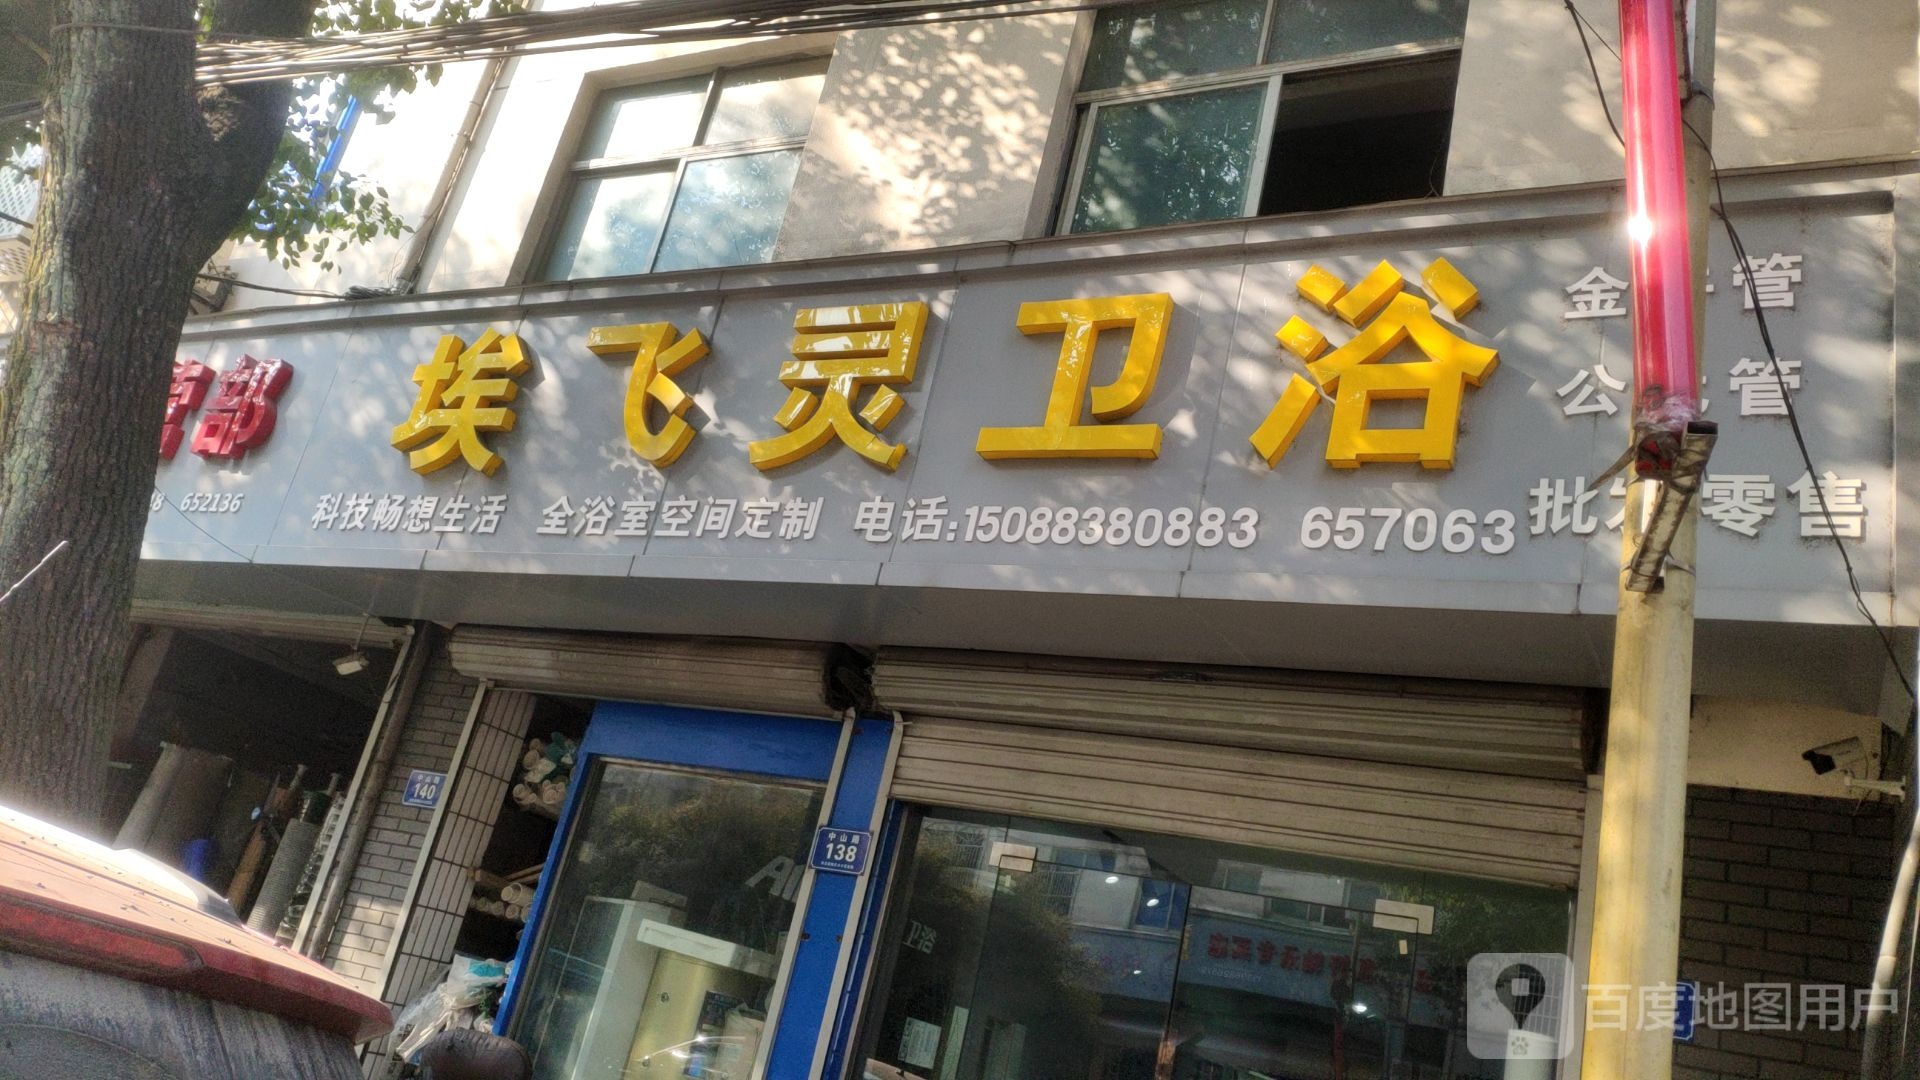 部
652136
埃飞灵卫浴
科技畅想生活 全浴室空间定制 电话:15088380883 657063
金 管
公 管
批发零售
中山路
140
中山路
138
卫浴
百度地图用户